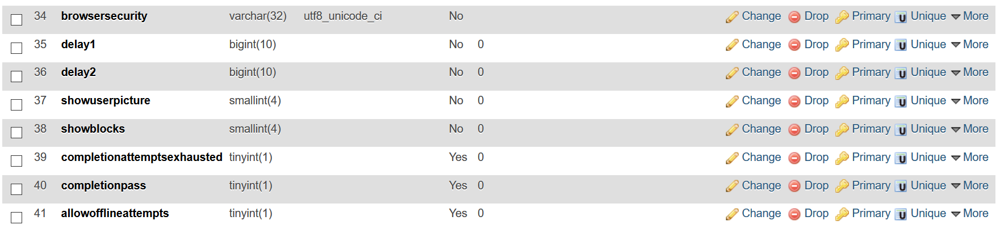 34 browsersecurity varchar(32) utf8_unicode_ci No Change Drop Primary Unique More
35 delay1 bigint(10) No 0 Change Drop Primary Unique More
36 delay2 bigint(10) No 0 Change Drop Primary Unique More
37 showuserpicture smallint(4) No 0 Change Drop Primary Unique More
38 showblocks smallint(4) No 0 Change Drop Primary Unique More
39 completionattemptsexhausted tinyint(1) Yes 0 Change Drop Primary Unique More
40 completionpass tinyint(1) Yes 0 Change Drop Primary Unique More
41 allowofflineattempts tinyint(1) Yes 0 Change Drop Primary Unique More